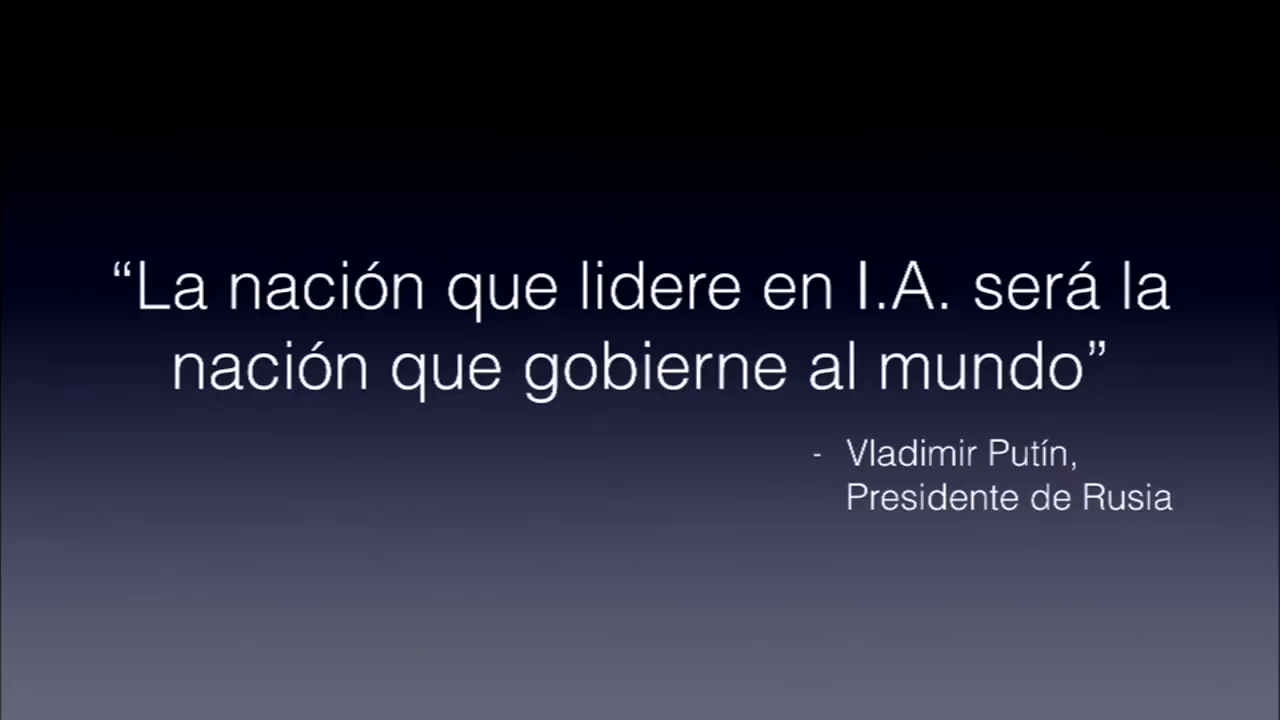 “La nación que lidere en I.A. será la
nación que gobierne al mundo”
- Vladimir Putín,
Presidente de Rusia